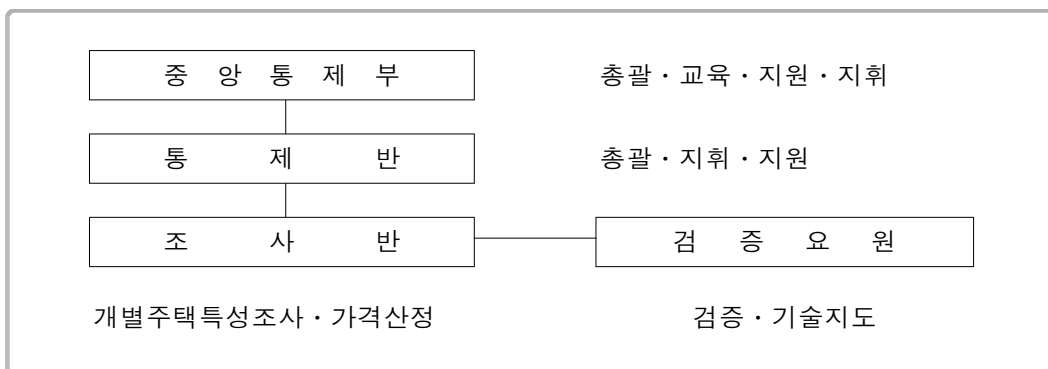 중 앙 통 제 부 총괄・교육・지원・지휘
통 제 반 총괄・지휘・지원
조 사 반 검 증 요 원
개별주택특성조사・가격산정 검증・기술지도